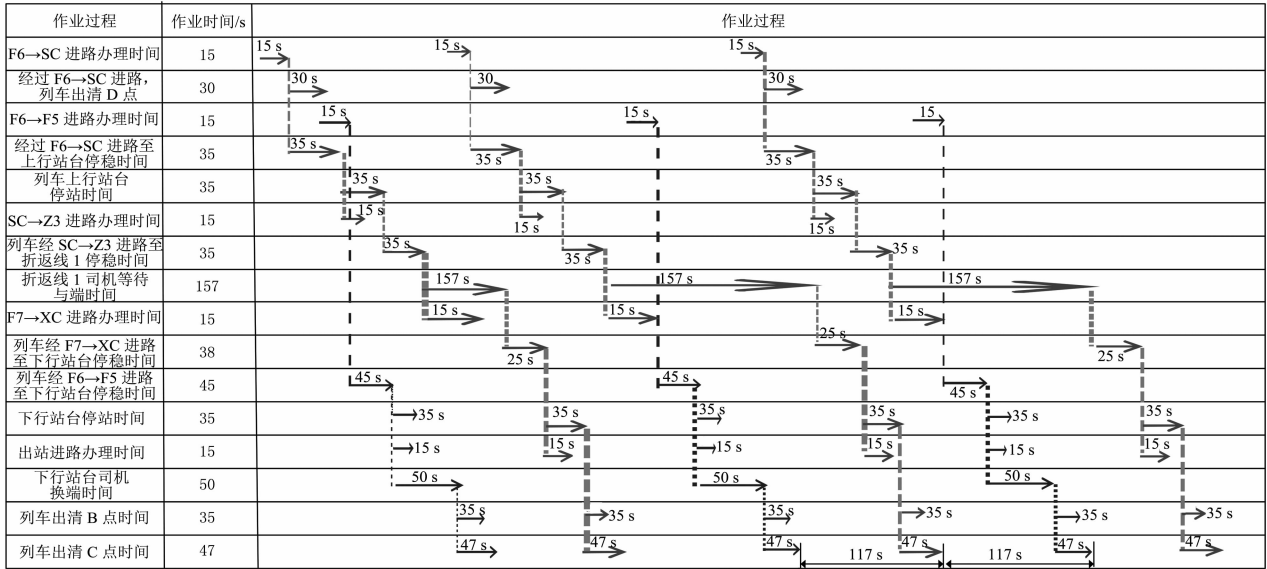 作业过程 作业时间/s 作业过程
F6→SC 进路办理时间 15 15 s 15 s 15 s
经过 F6→SC 进路,
列车出清 D 点 30 30 s 30 30 s
F6→F5 进路办理时间 15 15 s 15 s 15
经过 F6→SC 进路至
上行站台停稳时间 35 35 s 35 s 35 s
列车上行站台
停站时间 35 35 s 35 s 35 s
SC→Z3 进路办理时间 15 15 s 15 s 15 s
列车经 SC→Z3 进路至
折返线 1 停稳时间 35 35 s 35 s 35 s
折返线 1 司机等待
与端时间 157 157 s 157 s 157 s
F7→XC 进路办理时间 15 15 s 15 s 15 s
列车经 F7→XC 进路
至下行站台停稳时间 38 25 s 25 s 25 s
列车经 F6→F5 进路
至下行站台停稳时间 45 45 s 45 s 45 s
下行站台停站时间 35 35 s 35 s 35 s 35 s 35 s 35 s
出站进路办理时间 15 15 s 15 s 15 s 15 s 15 s 15 s
下行站台司机
换端时间 50 50 s 50 s 50 s
列车出清 B 点时间 35 35 s 35 s 35 s 35 s 35 s 35 s
列车出清 C 点时间 47 47 s 47 s 47 s 47 s 47 s 47 s
117 s 117 s